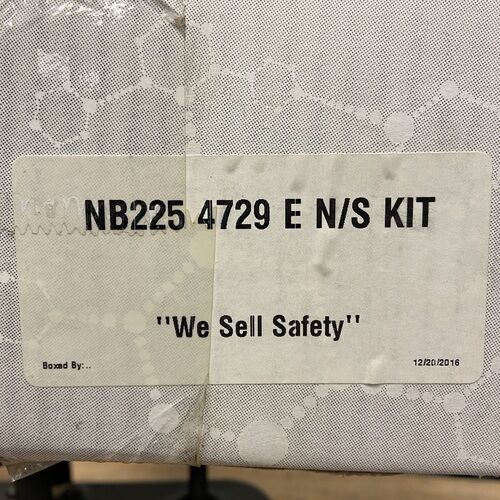 NB225 4729 E N/S KIT
"We Sell Safety"
Boxed By:..
12/20/2016